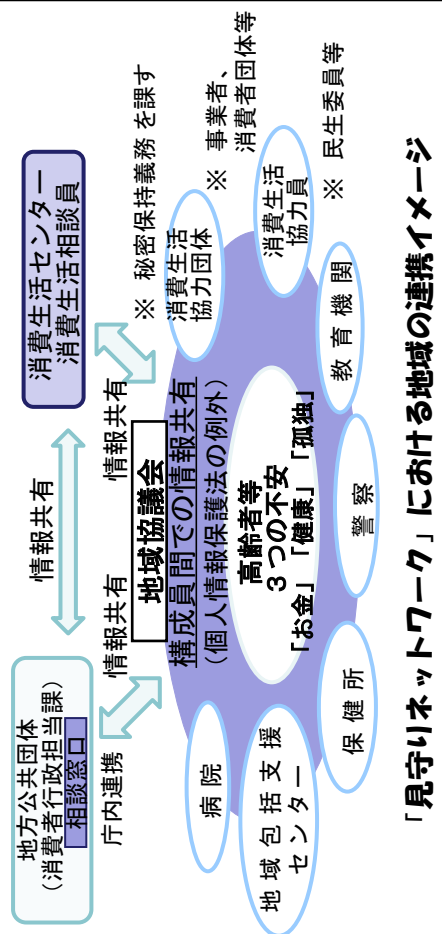 地方公共団体
（消費者行政担当課）
相談窓口
情報共有
消費生活センター
消費生活相談員
庁内連携
情報共有
情報共有
※ 秘密保持義務 を課す
地域協議会
構成員間での情報共有
（個人情報保護法の例外）
高齢者等
３つの不安
「お金」「健康」「孤独」
病院
地域包括支援
センター
保健所
警察
教育機関
消費生活
協力員
※ 民生委員等
消費生活
協力団体
※ 事業者、
消費者団体等
「見守りネットワーク」における地域の連携イメージ